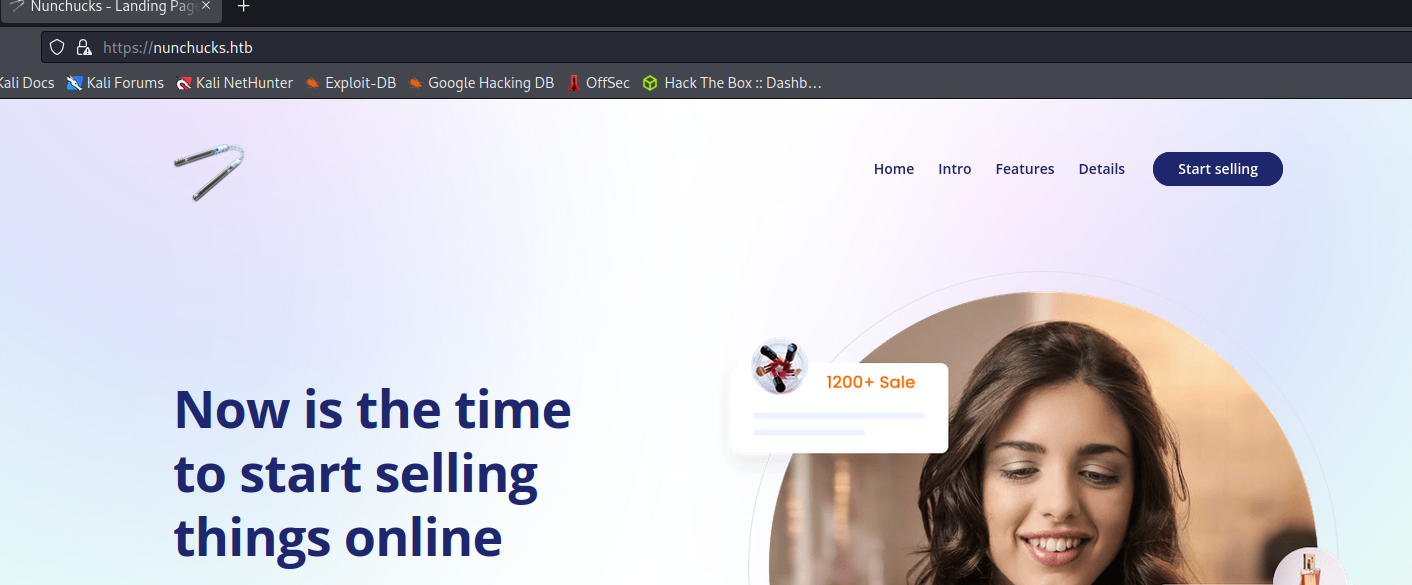 Nunchucks - Landing Pag
https://nunchucks.htb
Kali Docs Kali Forums Kali NetHunter Exploit-DB Google Hacking DB OffSec Hack The Box :: Dashb…
Home Intro Features Details Start selling
1200+ Sale
Now is the time
to start selling
things online